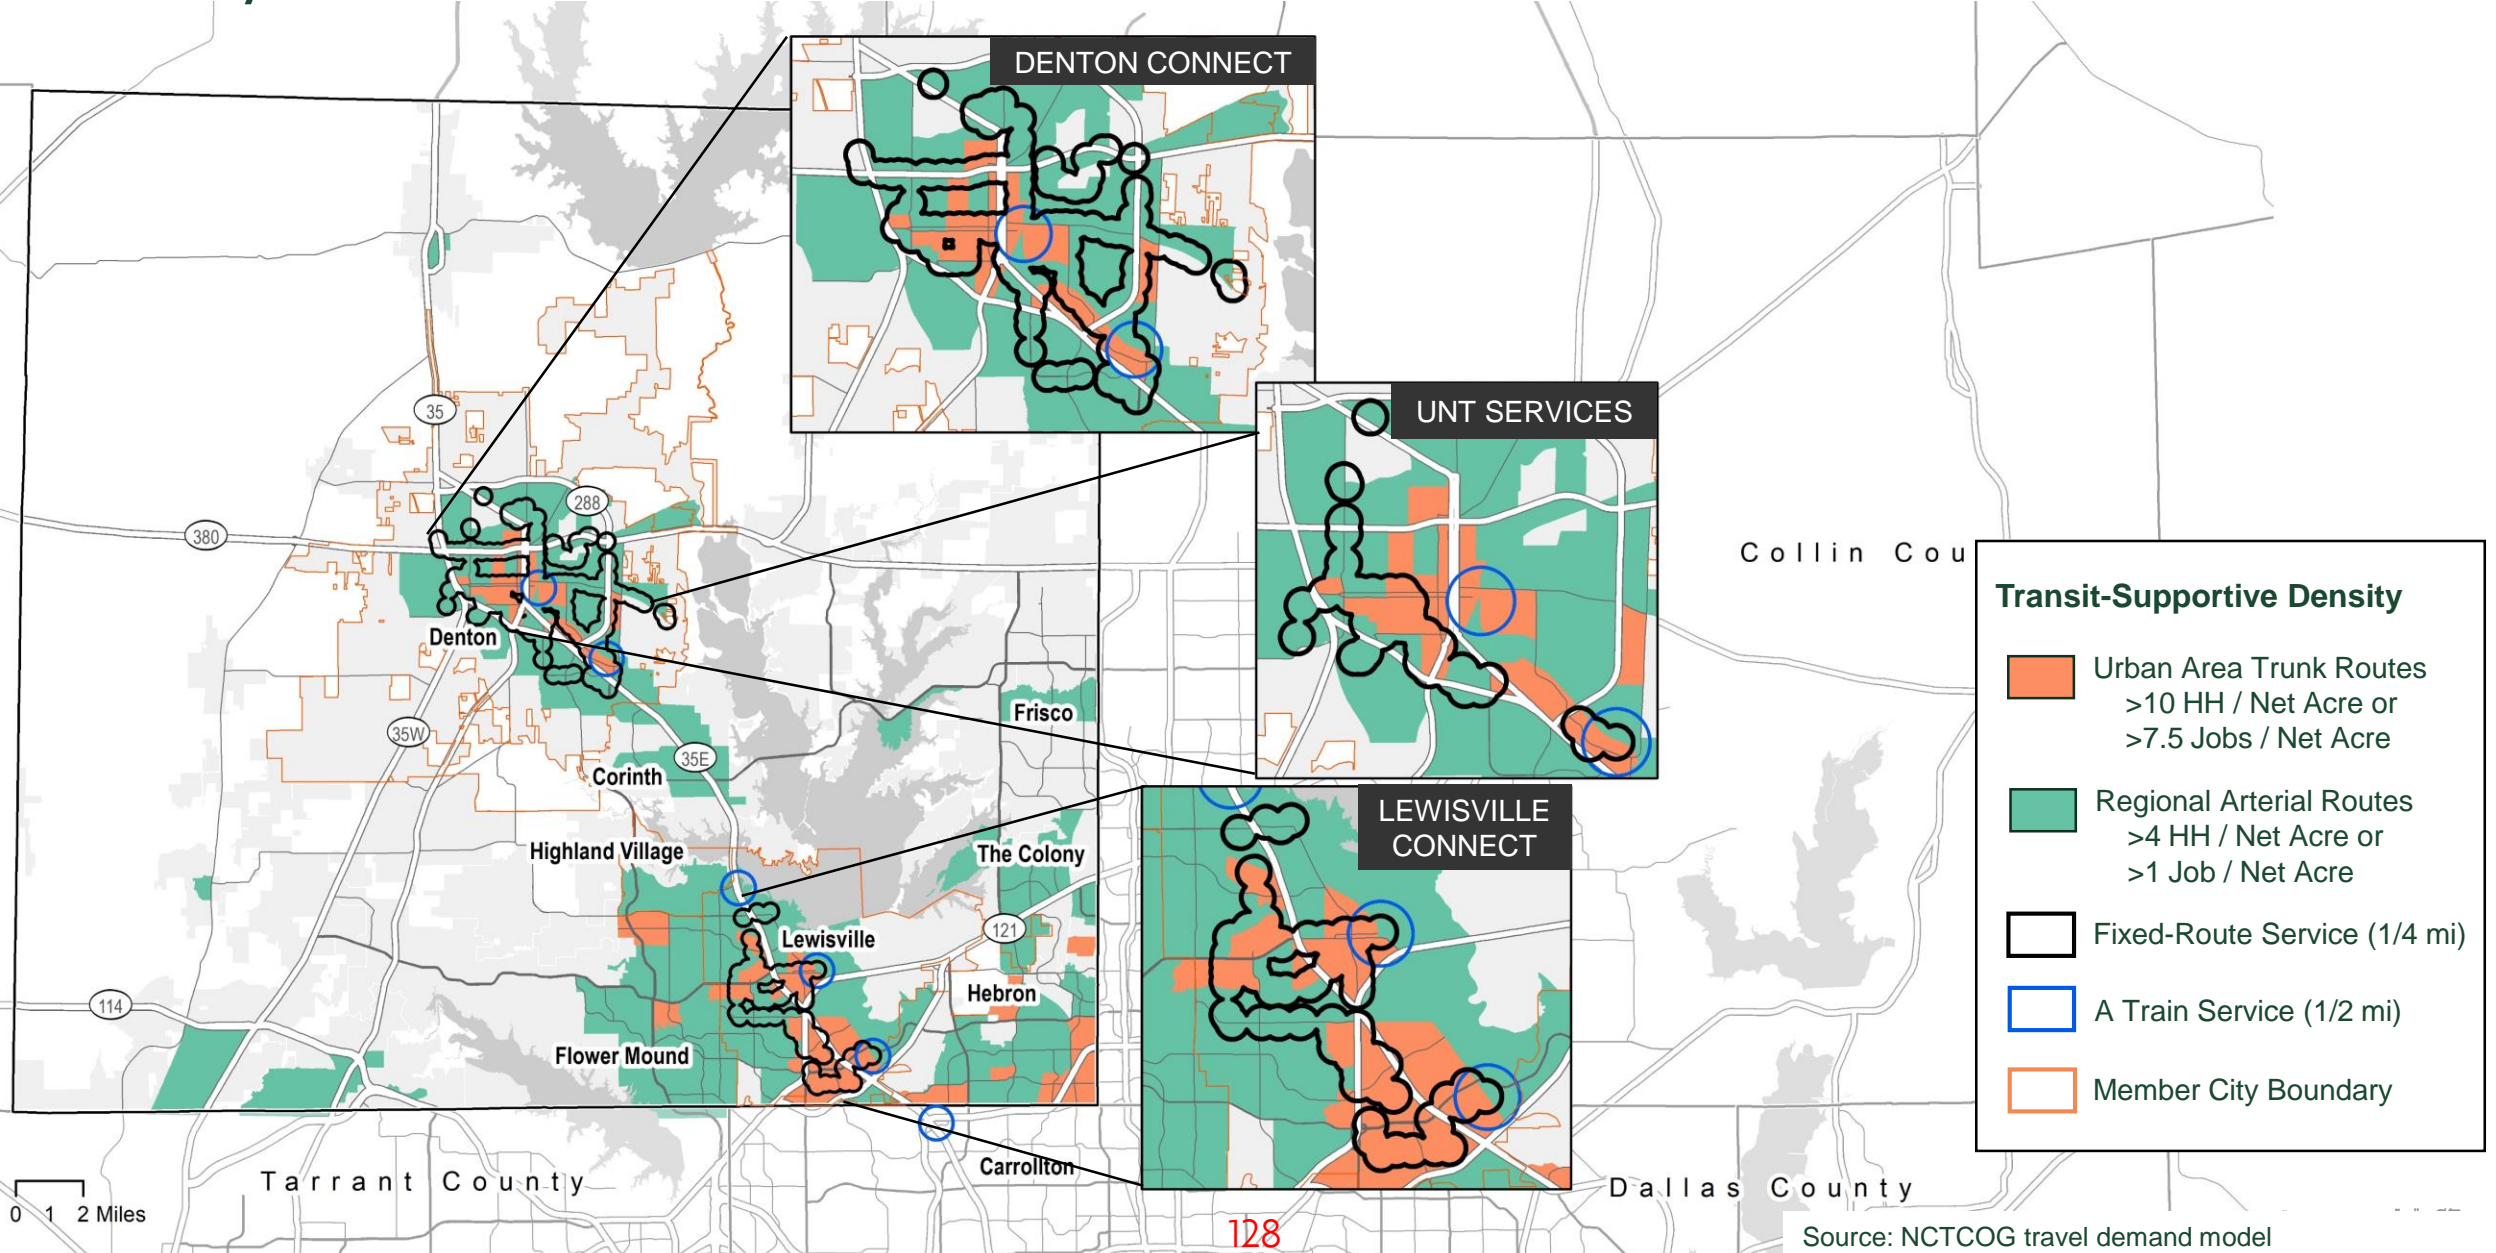 DENTON CONNECT
UNT SERVICES
LEWISVILLE
CONNECT
35
288
380
Denton
35W
35E
Corinth
Frisco
Highland Village
The Colony
121
Lewisville
Hebron
114
Flower Mound
Carrollton
Collin Cou
Tarrant County
Dallas County
0 1 2 Miles
Transit-Supportive Density
Urban Area Trunk Routes
>10 HH / Net Acre or
>7.5 Jobs / Net Acre
Regional Arterial Routes
>4 HH / Net Acre or
>1 Job / Net Acre
Fixed-Route Service (1/4 mi)
A Train Service (1/2 mi)
Member City Boundary
128
Source: NCTCOG travel demand model